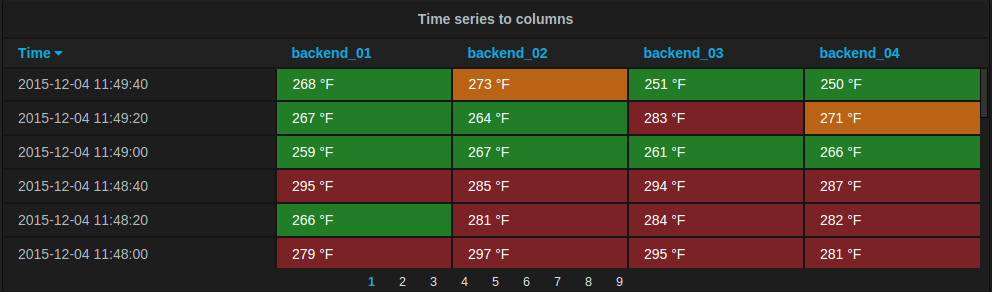 Time series to columns
Time backend_01 backend_02 backend_03 backend_04
2015-12-04 11:49:40 268 °F 273 °F 251 °F 250 °F
2015-12-04 11:49:20 267 °F 264 °F 283 °F 271 °F
2015-12-04 11:49:00 259 °F 267 °F 261 °F 266 °F
2015-12-04 11:48:40 295 °F 285 °F 294 °F 287 °F
2015-12-04 11:48:20 266 °F 281 °F 284 °F 282 °F
2015-12-04 11:48:00 279 °F 297 °F 295 °F 281 °F
1 2 3 4 5 6 7 8 9